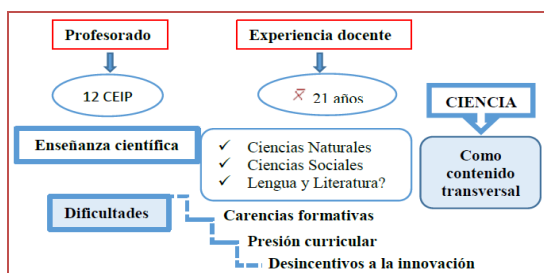 Profesorado
Experiencia docente
12 CEIP
x̄ 21 años
CIENCIA
Enseñanza científica
✓ Ciencias Naturales
✓ Ciencias Sociales
✓ Lengua y Literatura?
Como
contenido
transversal
Dificultades
Carencias formativas
Presión curricular
Desincentivos a la innovación